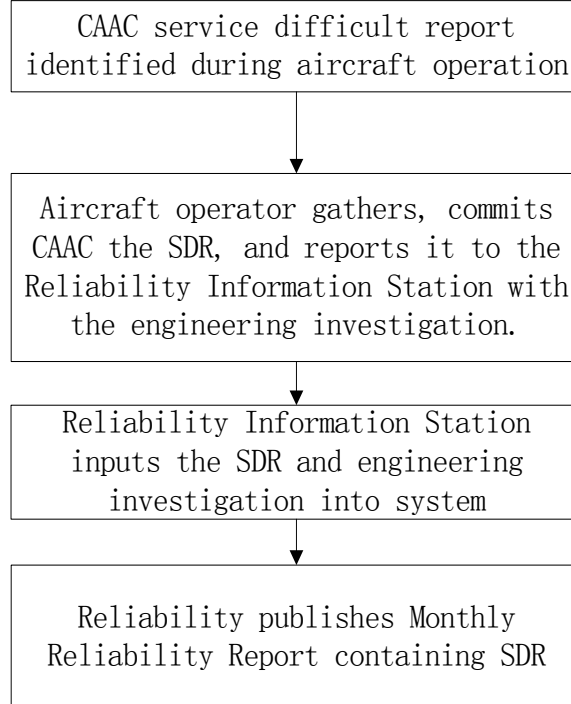 CAAC service difficult report
identified during aircraft operation
Aircraft operator gathers, commits
CAAC the SDR, and reports it to the
Reliability Information Station with
the engineering investigation.
Reliability Information Station
inputs the SDR and engineering
investigation into system
Reliability publishes Monthly
Reliability Report containing SDR